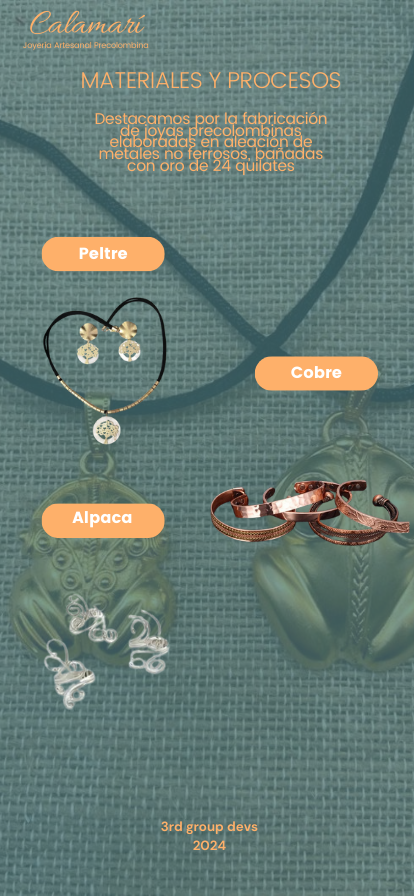 Calamarí
Joyería Artesanal Precolombina
MATERIALES Y PROCESOS
Destacamos por la fabricación
de joyas precolombinas
elaboradas en aleación de
metales no ferrosos, bañadas
con oro de 24 quilates
Peltre
Cobre
Alpaca
3rd group devs
2024